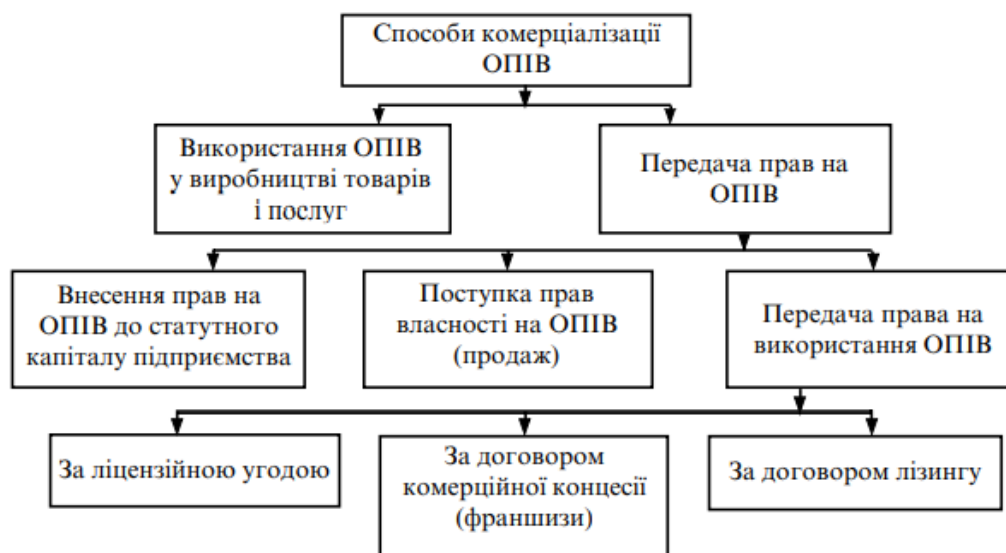 Способи комерціалізації
ОПІВ
Використання ОПІВ
у виробництві товарів
і послуг
Передача прав на
ОПІВ
Внесення прав на
ОПІВ до статутного
капіталу підприємства
Поступка прав
власності на ОПІВ
(продаж)
Передача права на
використання ОПІВ
За ліцензійною угодою
За договором
комерційної концесії
(франшизи)
За договором лізингу